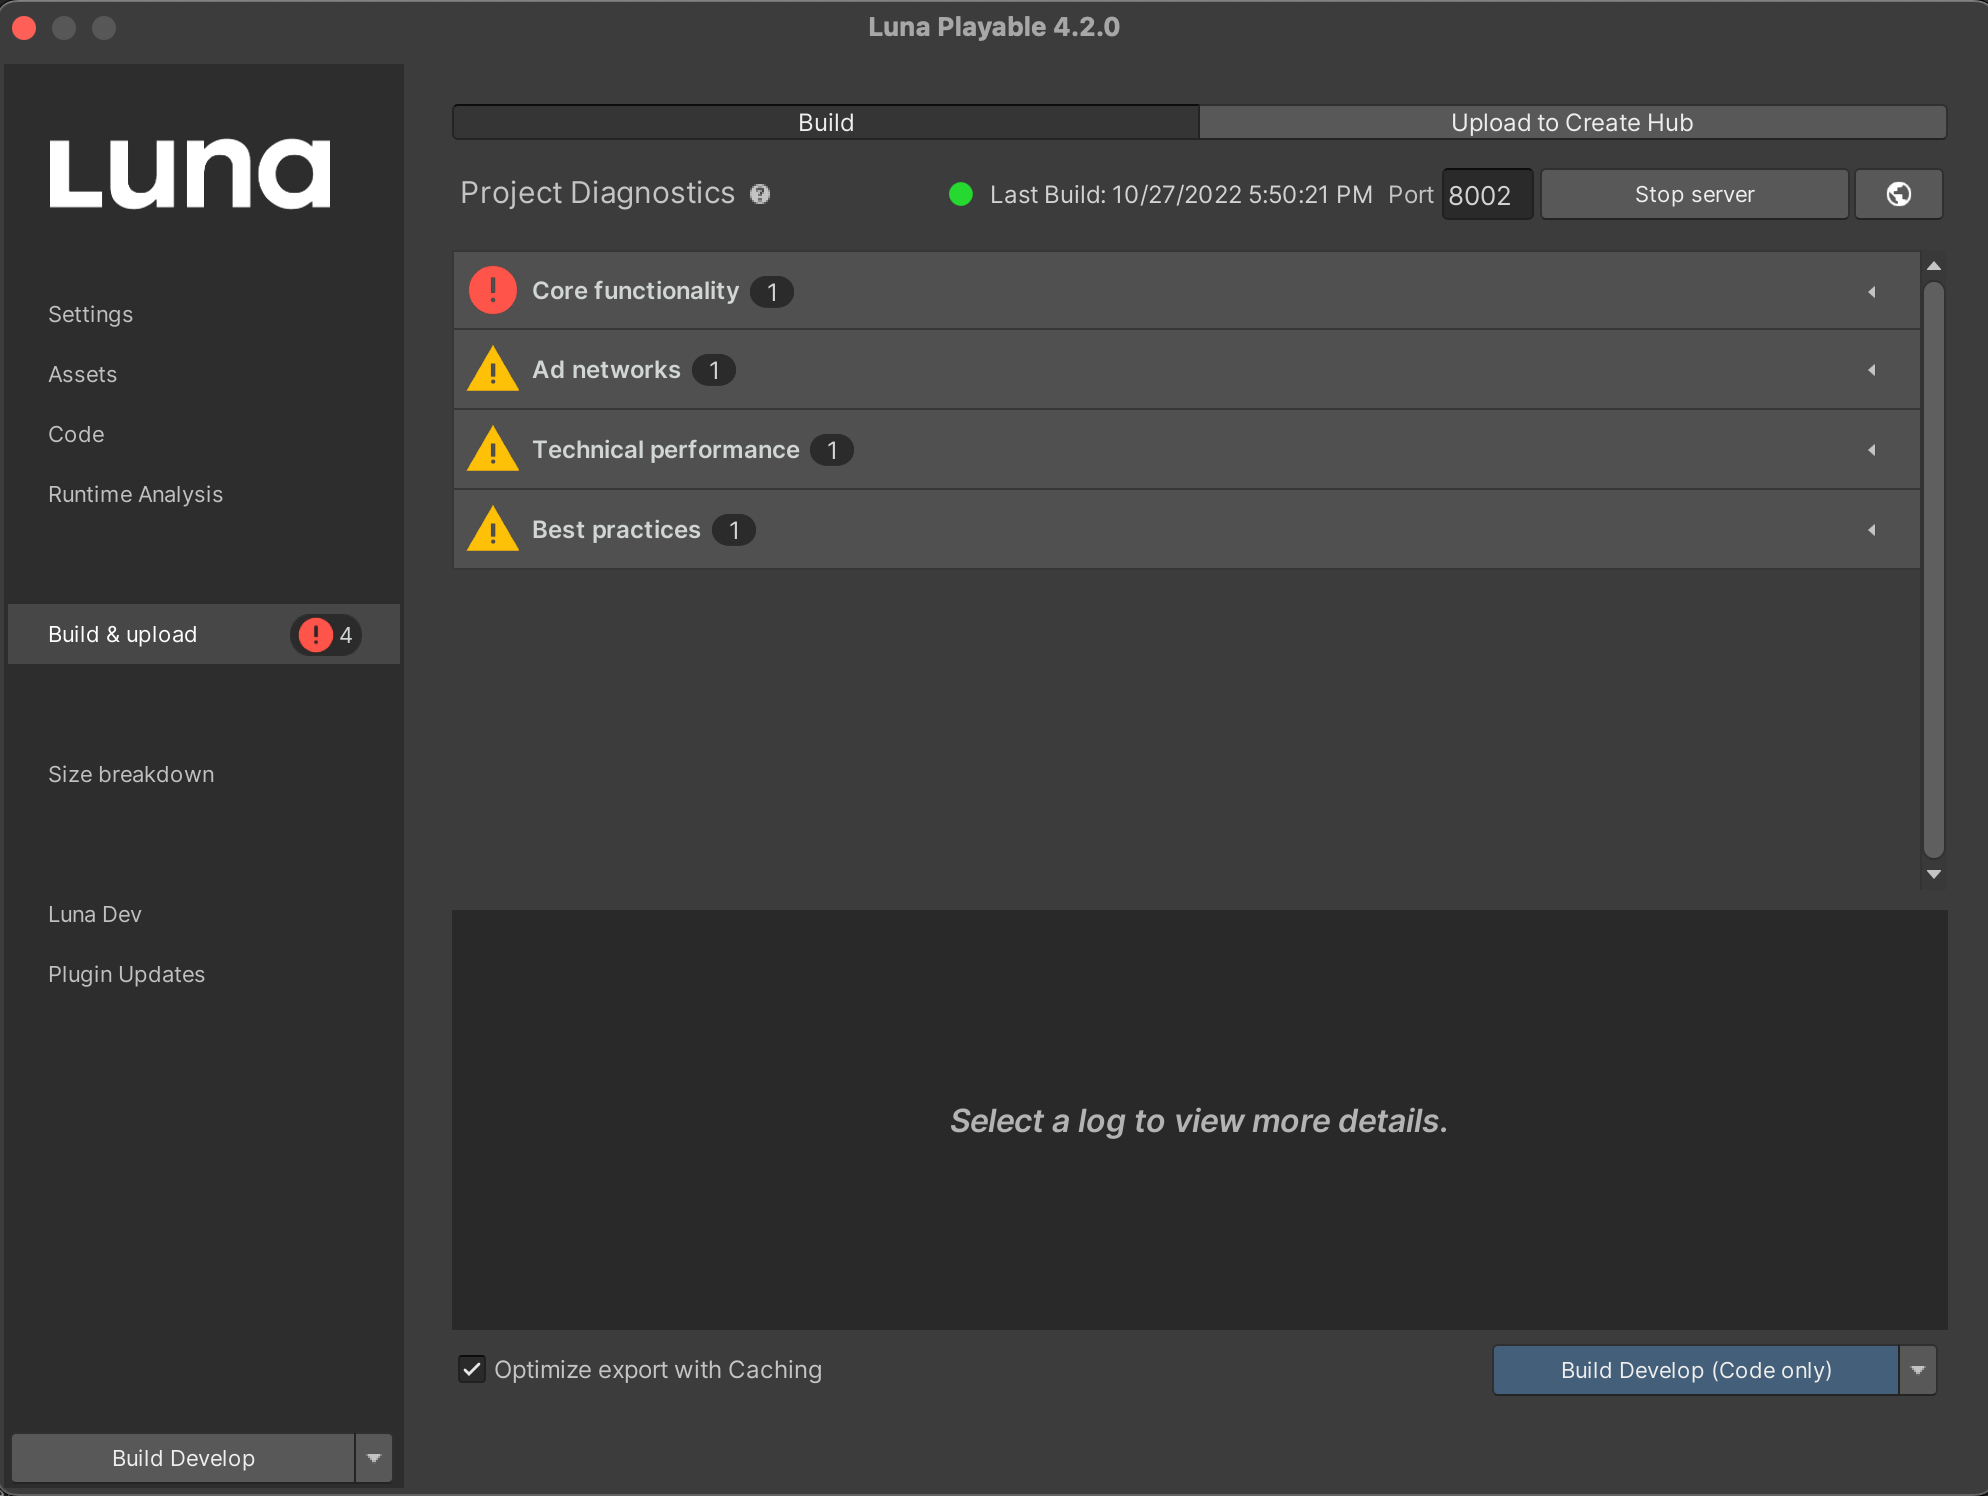 Luna Playable 4.2.0
Luna
Settings
Assets
Code
Runtime Analysis
Build & upload 4
Size breakdown
Luna Dev
Plugin Updates
Build Develop
Build
Upload to Create Hub
Project Diagnostics ?
Last Build: 10/27/2022 5:50:21 PM Port 8002 Stop server
Core functionality 1
Ad networks 1
Technical performance 1
Best practices 1
Select a log to view more details.
Optimize export with Caching
Build Develop (Code only)